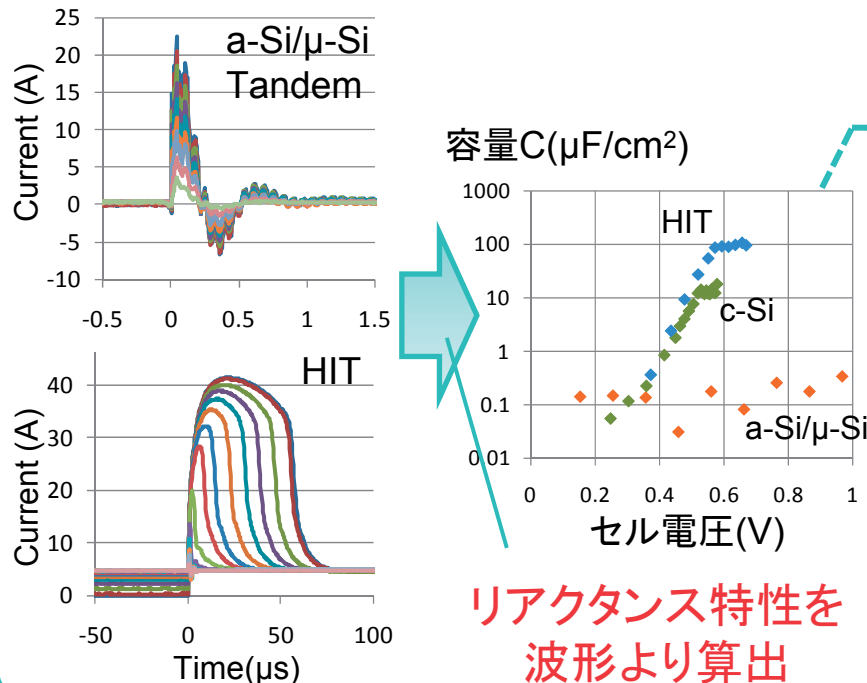 a-Si/μ-Si
Tandem
Current (A)
25
20
15
10
5
0
-5
-10
-0.5 0 0.5 1 1.5
HIT
Current (A)
40
30
20
10
0
-50 0 50 100
Time(μs)
容量C(μF/cm²)
1000
100
10
1
0.1
0.01
HIT
c-Si
a-Si/μ-Si
0 0.2 0.4 0.6 0.8 1
セル電圧(V)
リアクタンス特性を
波形より算出